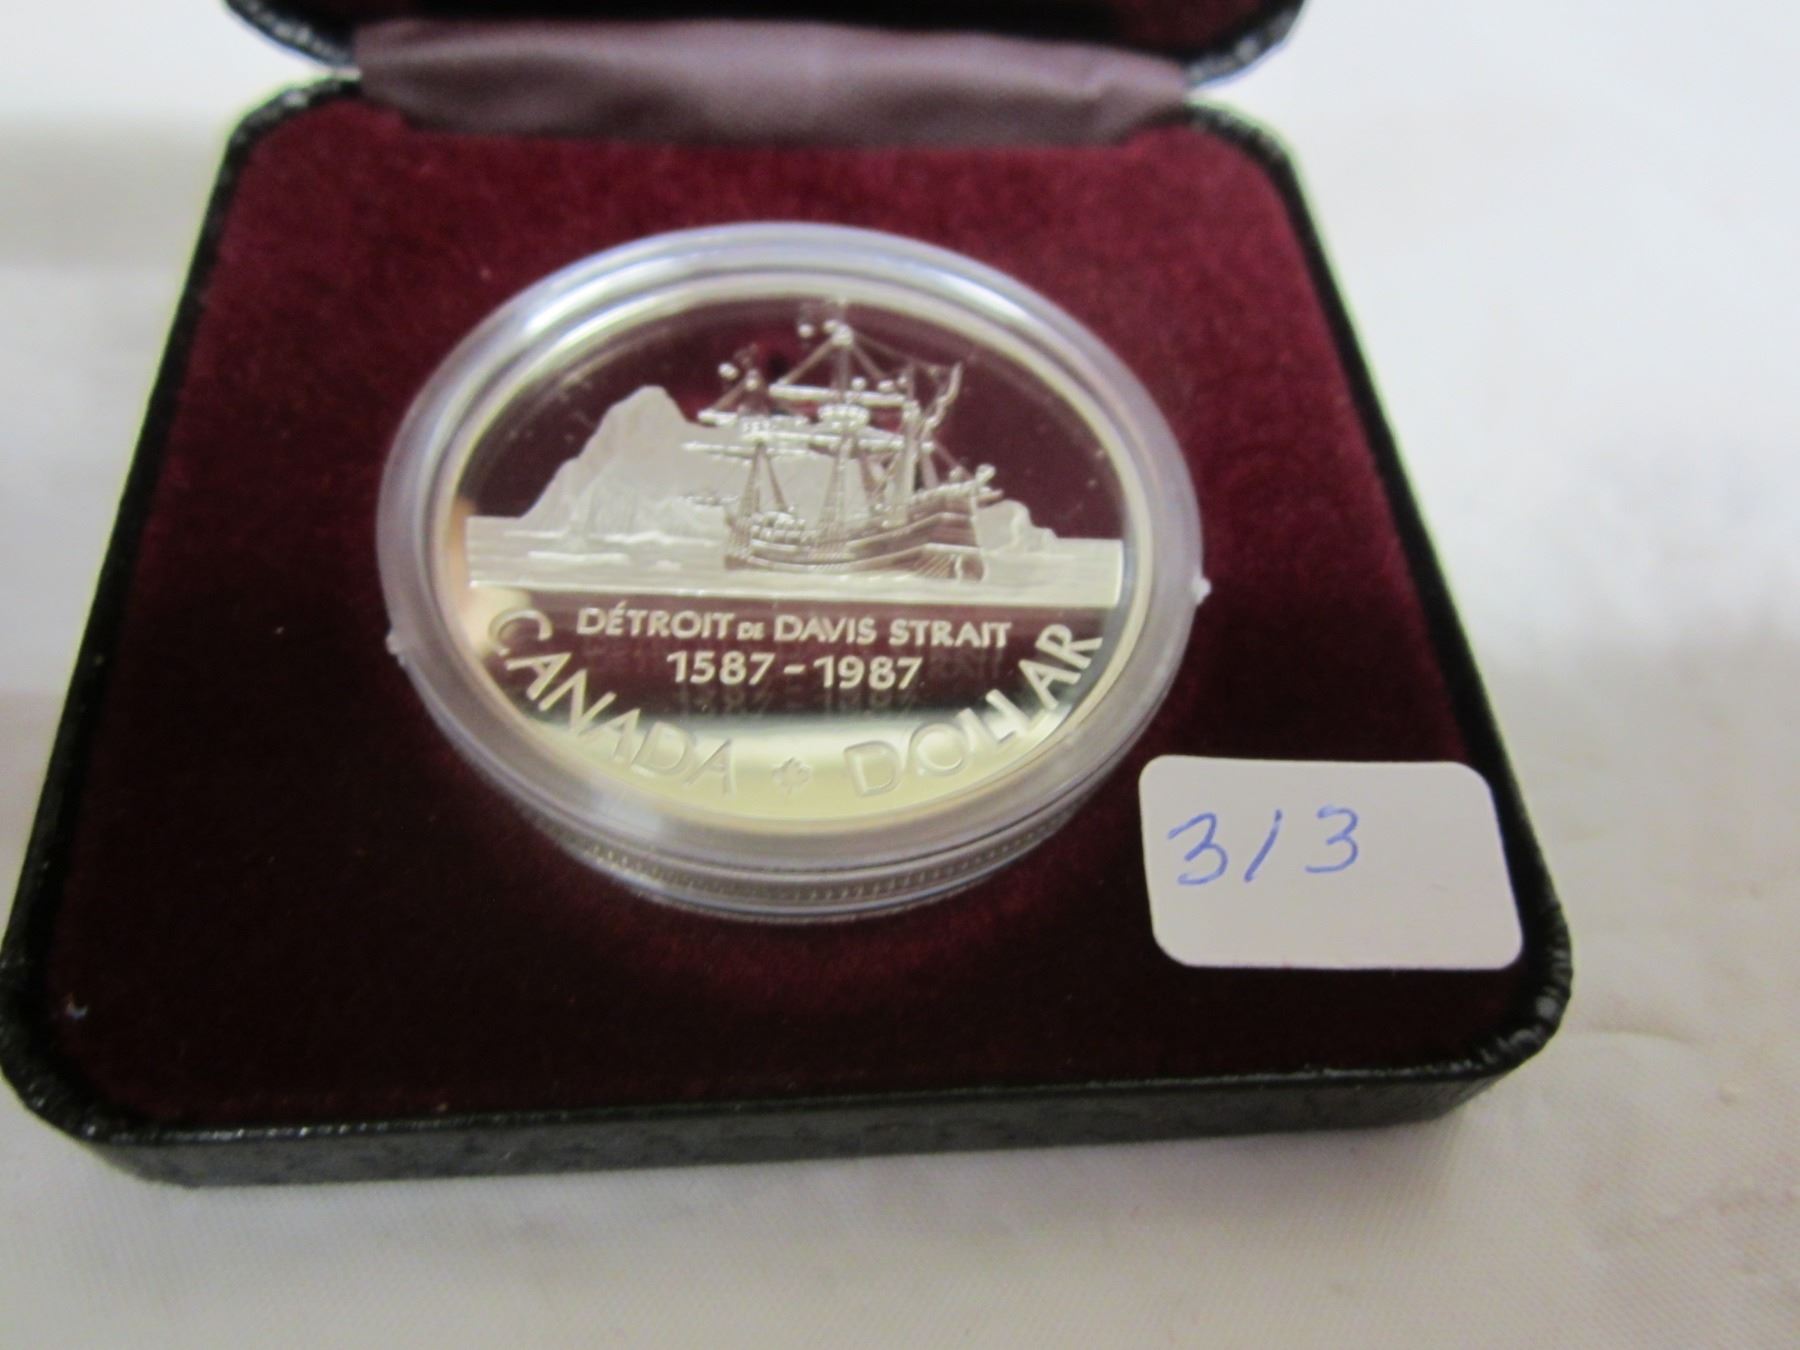 DÉTROIT DE DAVIS STRAIT
1587-1987
CANADA DOLLAR
313